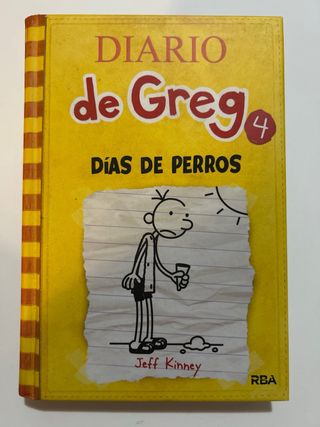 DIARIO
de Greg 4
DÍAS DE PERROS
Jeff Kinney
RBA